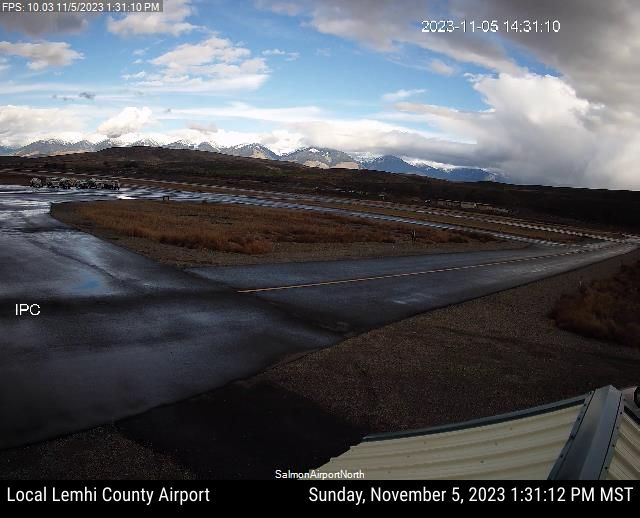 FPS: 10.03 11/5/2023 1:31:10 PM
2023-11-05 14:31:10
IPC
SalmonAirportNorth
Local Lemhi County Airport Sunday, November 5, 2023 1:31:12 PM MST